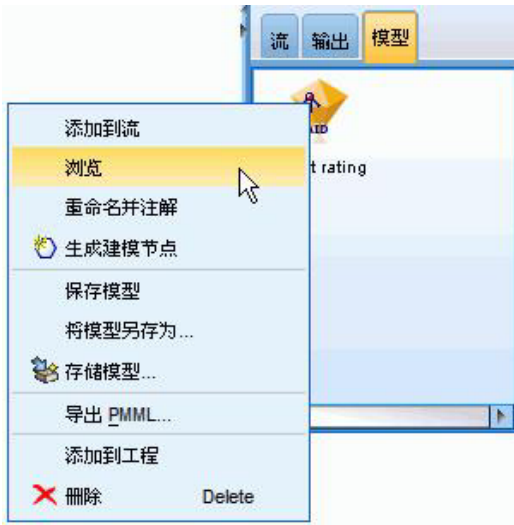 流 输出 模型
AID
t rating
添加到流
浏览
重命名并注解
生成建模节点
保存模型
将模型另存为...
存储模型...
导出 PMML...
添加到工程
删除 Delete